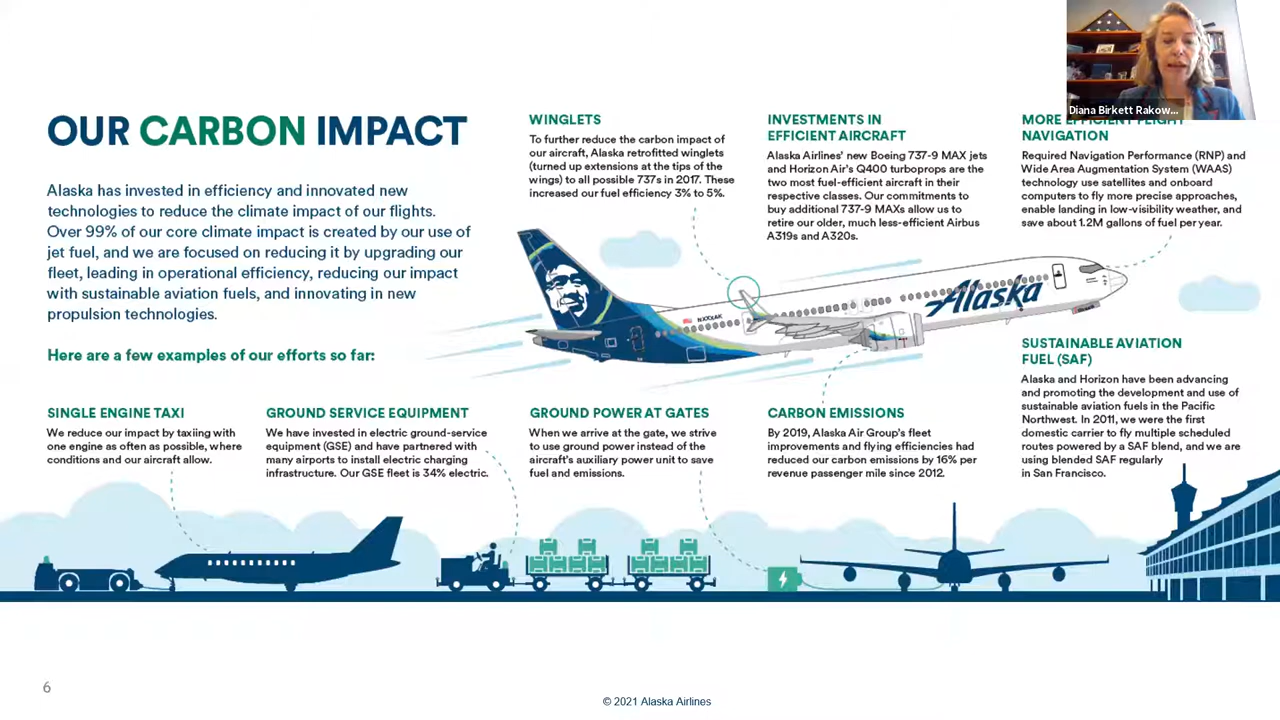 Diana Birkett Rakow...
OUR CARBON IMPACT
Alaska has invested in efficiency and innovated new
technologies to reduce the climate impact of our flights.
Over 99% of our core climate impact is created by our use of
jet fuel, and we are focused on reducing it by upgrading our
fleet, leading in operational efficiency, reducing our impact
with sustainable aviation fuels, and innovating in new
propulsion technologies.
Here are a few examples of our efforts so far:
WINGLETS
To further reduce the carbon impact of
our aircraft, Alaska retrofitted winglets
(turned up extensions at the tips of the
wings) to all possible 737s in 2017. These
increased our fuel efficiency 3% to 5%.
INVESTMENTS IN
EFFICIENT AIRCRAFT
Alaska Airlines' new Boeing 737-9 MAX jets
and Horizon Air's Q400 turboprops are the
two most fuel-efficient aircraft in their
respective classes. Our commitments to
buy additional 737-9 MAXs allow us to
retire our older, much less-efficient Airbus
A319s and A320s.
MORE EFFICIENT FLIGHT
NAVIGATION
Required Navigation Performance (RNP) and
Wide Area Augmentation System (WAAS)
technology use satellites and onboard
computers to fly more precise approaches,
enable landing in low-visibility weather, and
save about 1.2M gallons of fuel per year.
Alaska
SUSTAINABLE AVIATION
FUEL (SAF)
Alaska and Horizon have been advancing
and promoting the development and use of
sustainable aviation fuels in the Pacific
Northwest. In 2011, we were the first
domestic carrier to fly multiple scheduled
routes powered by a SAF blend, and we are
using blended SAF regularly
in San Francisco.
SINGLE ENGINE TAXI
We reduce our impact by taxiing with
one engine as often as possible, where
conditions and our aircraft allow.
GROUND SERVICE EQUIPMENT
We have invested in electric ground-service
equipment (GSE) and have partnered with
many airports to install electric charging
infrastructure. Our GSE fleet is 34% electric.
GROUND POWER AT GATES
When we arrive at the gate, we strive
to use ground power instead of the
aircraft's auxiliary power unit to save
fuel and emissions.
CARBON EMISSIONS
By 2019, Alaska Air Group's fleet
improvements and flying efficiencies had
reduced our carbon emissions by 16% per
revenue passenger mile since 2012.
6
© 2021 Alaska Airlines